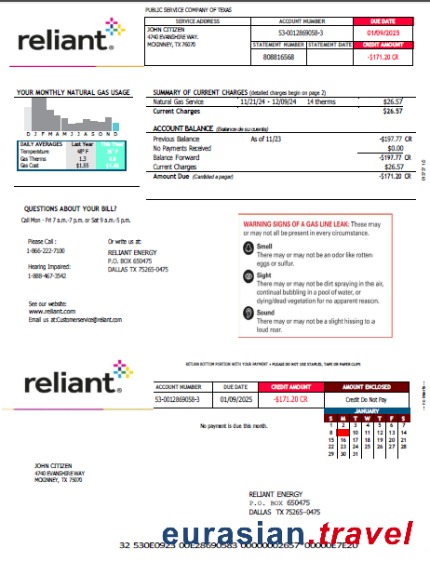 PUBLIC SERVICE COMPANY OF TEXAS
reliant
SERVICE ADDRESS
JOHN CITIZEN
4740 EVANSHIRE WAY.
MCKINNEY, TX 75070
ACCOUNT NUMBER
53-0012869058-3
DUE DATE
01/09/2025
STATEMENT NUMBER STATEMENT DATE CREDIT AMOUNT
808816568 -$171.20 CR
YOUR MONTHLY NATURAL GAS USAGE
D J F M A M J J A S O N D
DAILY AVERAGES Last Year
Temperature 48° F
Gas Therms 1.3
Gas Cost $1.55
SUMMARY OF CURRENT CHARGES (detailed charges begin on page 2)
Natural Gas Service 11/21/24 - 12/09/24 14 therms $26.57
Current Charges $26.57
ACCOUNT BALANCE (Balance de su cuenta)
Previous Balance As of 11/23 -$197.77 CR
No Payments Received $0.00
Balance Forward -$197.77 CR
Current Charges $26.57
Amount Due (Cantidad a pagar) -$171.20 CR
QUESTIONS ABOUT YOUR BILL?
Call Mon - Fri 7 a.m.-7 p.m. or Sat 9 a.m.-5 p.m.
Please Call :
1-866-222-7100
Hearing Impaired:
1-888-467-3542
Or write us at:
RELIANT ENERGY
P.O. BOX 650475
DALLAS TX 75265-0475
See our website:
www.reliant.com
Email us at:Customerservice@reliant.com
WARNING SIGNS OF A GAS LINE LEAK: These may
or may not all be present in every circumstance.
Smell
There may or may not be an odor like rotten
eggs or sulfur.
Sight
There may or may not be dirt spraying in the air,
continual bubbling in a pool of water, or
dying/dead vegetation for no apparent reason.
Sound
There may or may not be a slight hissing to a
loud roar.
RETURN BOTTOM PORTION WITH YOUR PAYMENT • PLEASE DO NOT USE STAPLES, TAPE OR PAPER CLIPS
reliant
ACCOUNT NUMBER DUE DATE CREDIT AMOUNT AMOUNT ENCLOSED
53-0012869058-3 01/09/2025 -$171.20 CR Credit Do Not Pay
No payment is due this month.
JANUARY
S M T W T F S
1 2 3 4 5 6 7
8 10 11 12 13 14
15 16 17 18 19 20 21
22 23 24 25 26 27 28
29 30 31
JOHN CITIZEN
4740 EVANSHIRE WAY
MCKINNEY, TX 75070
RELIANT ENERGY
P.O. BOX 650475
DALLAS TX 75265-0475
eurasian.travel